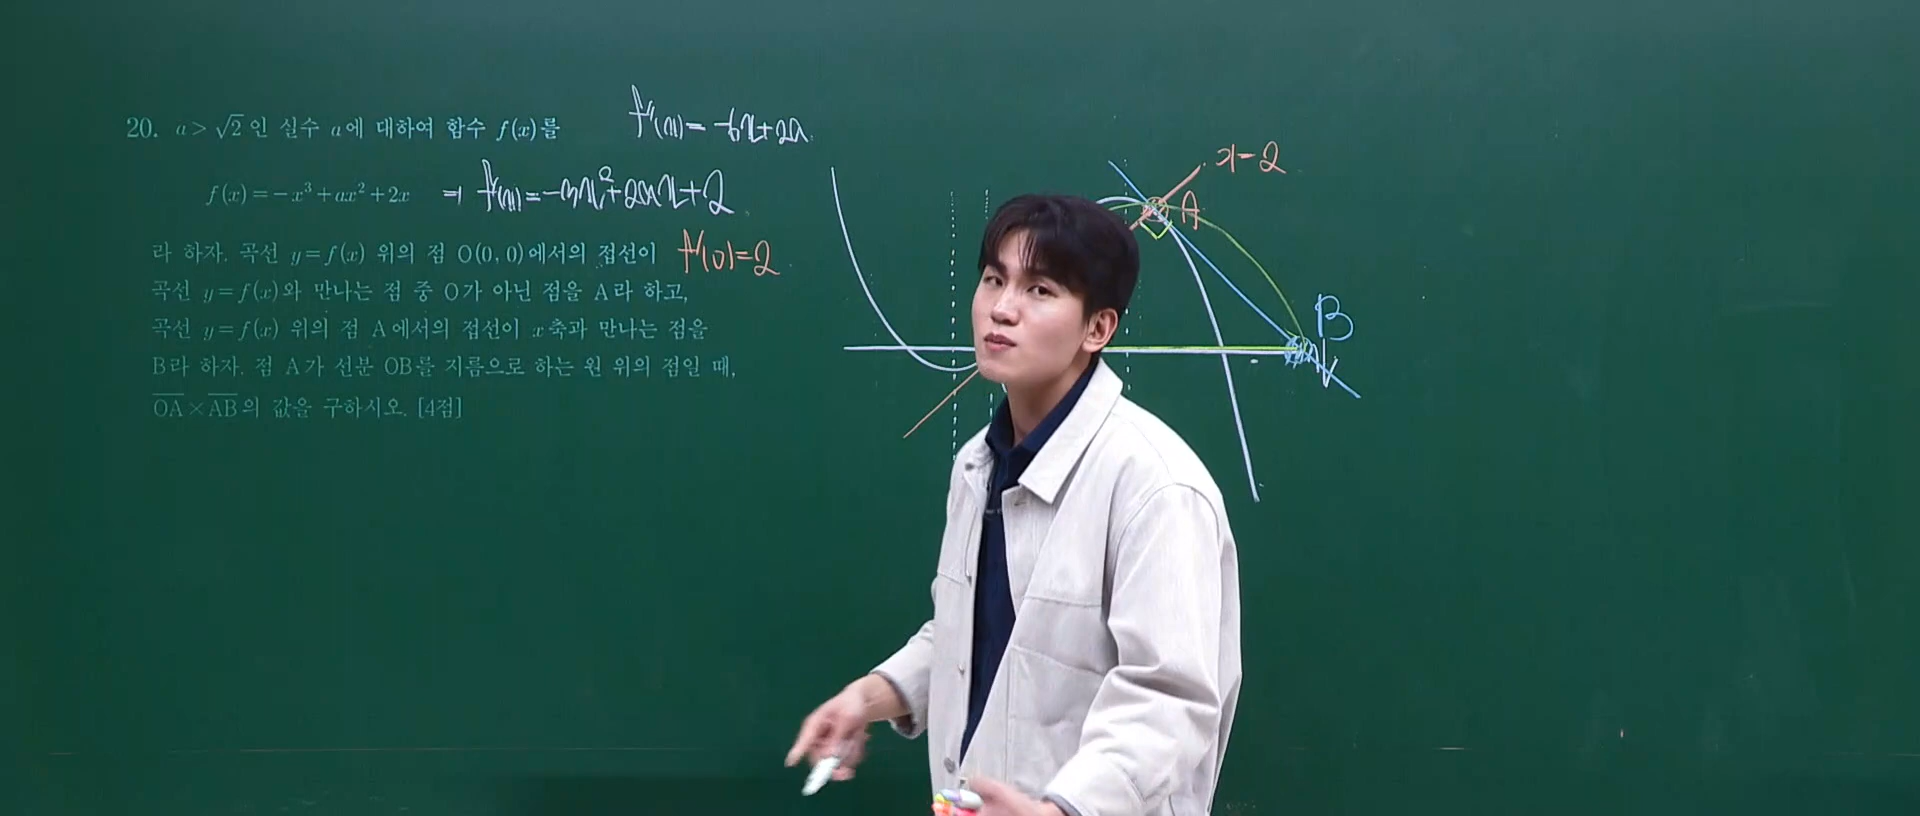 20. a > √2 인 실수 a에 대하여 함수 f(x)를
f''(x) = -6x+2a
f(x) = -x³+ax²+2x ⇒ f'(x) = -3x²+2ax+2
라 하자. 곡선 y=f(x) 위의 점 O(0, 0)에서의 접선이
f'(0)=2
곡선 y=f(x)와 만나는 점 중 O가 아닌 점을 A라 하고,
곡선 y=f(x) 위의 점 A에서의 접선이 x축과 만나는 점을
B라 하자. 점 A가 선분 OB를 지름으로 하는 원 위의 점일 때,
OA×AB의 값을 구하시오. [4점]
A
B